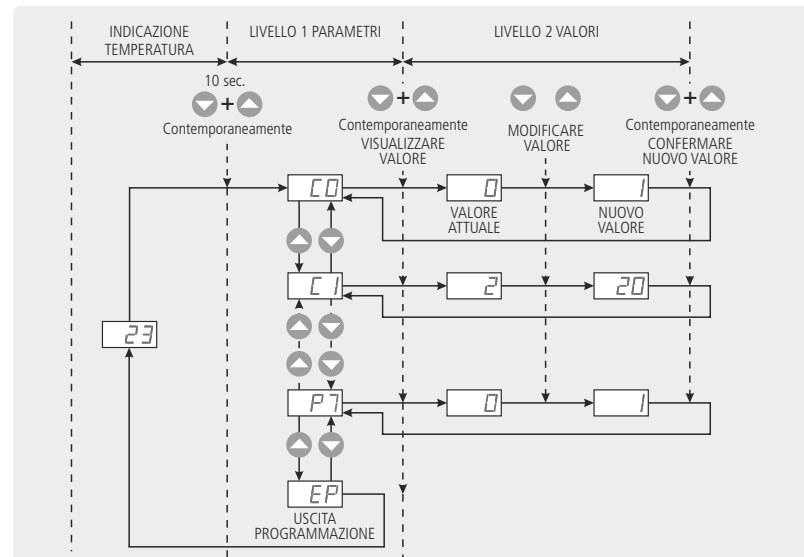 INDICAZIONE
TEMPERATURA
LIVELLO 1 PARAMETRI
LIVELLO 2 VALORI
10 sec.
+
Contemporaneamente
+
Contemporaneamente
VISUALIZZARE
VALORE
MODIFICARE
VALORE
+
Contemporaneamente
CONFERMARE
NUOVO VALORE
C0
0
1
VALORE
ATTUALE
NUOVO
VALORE
C1
2
20
23
P7
0
1
EP
USCITA
PROGRAMMAZIONE